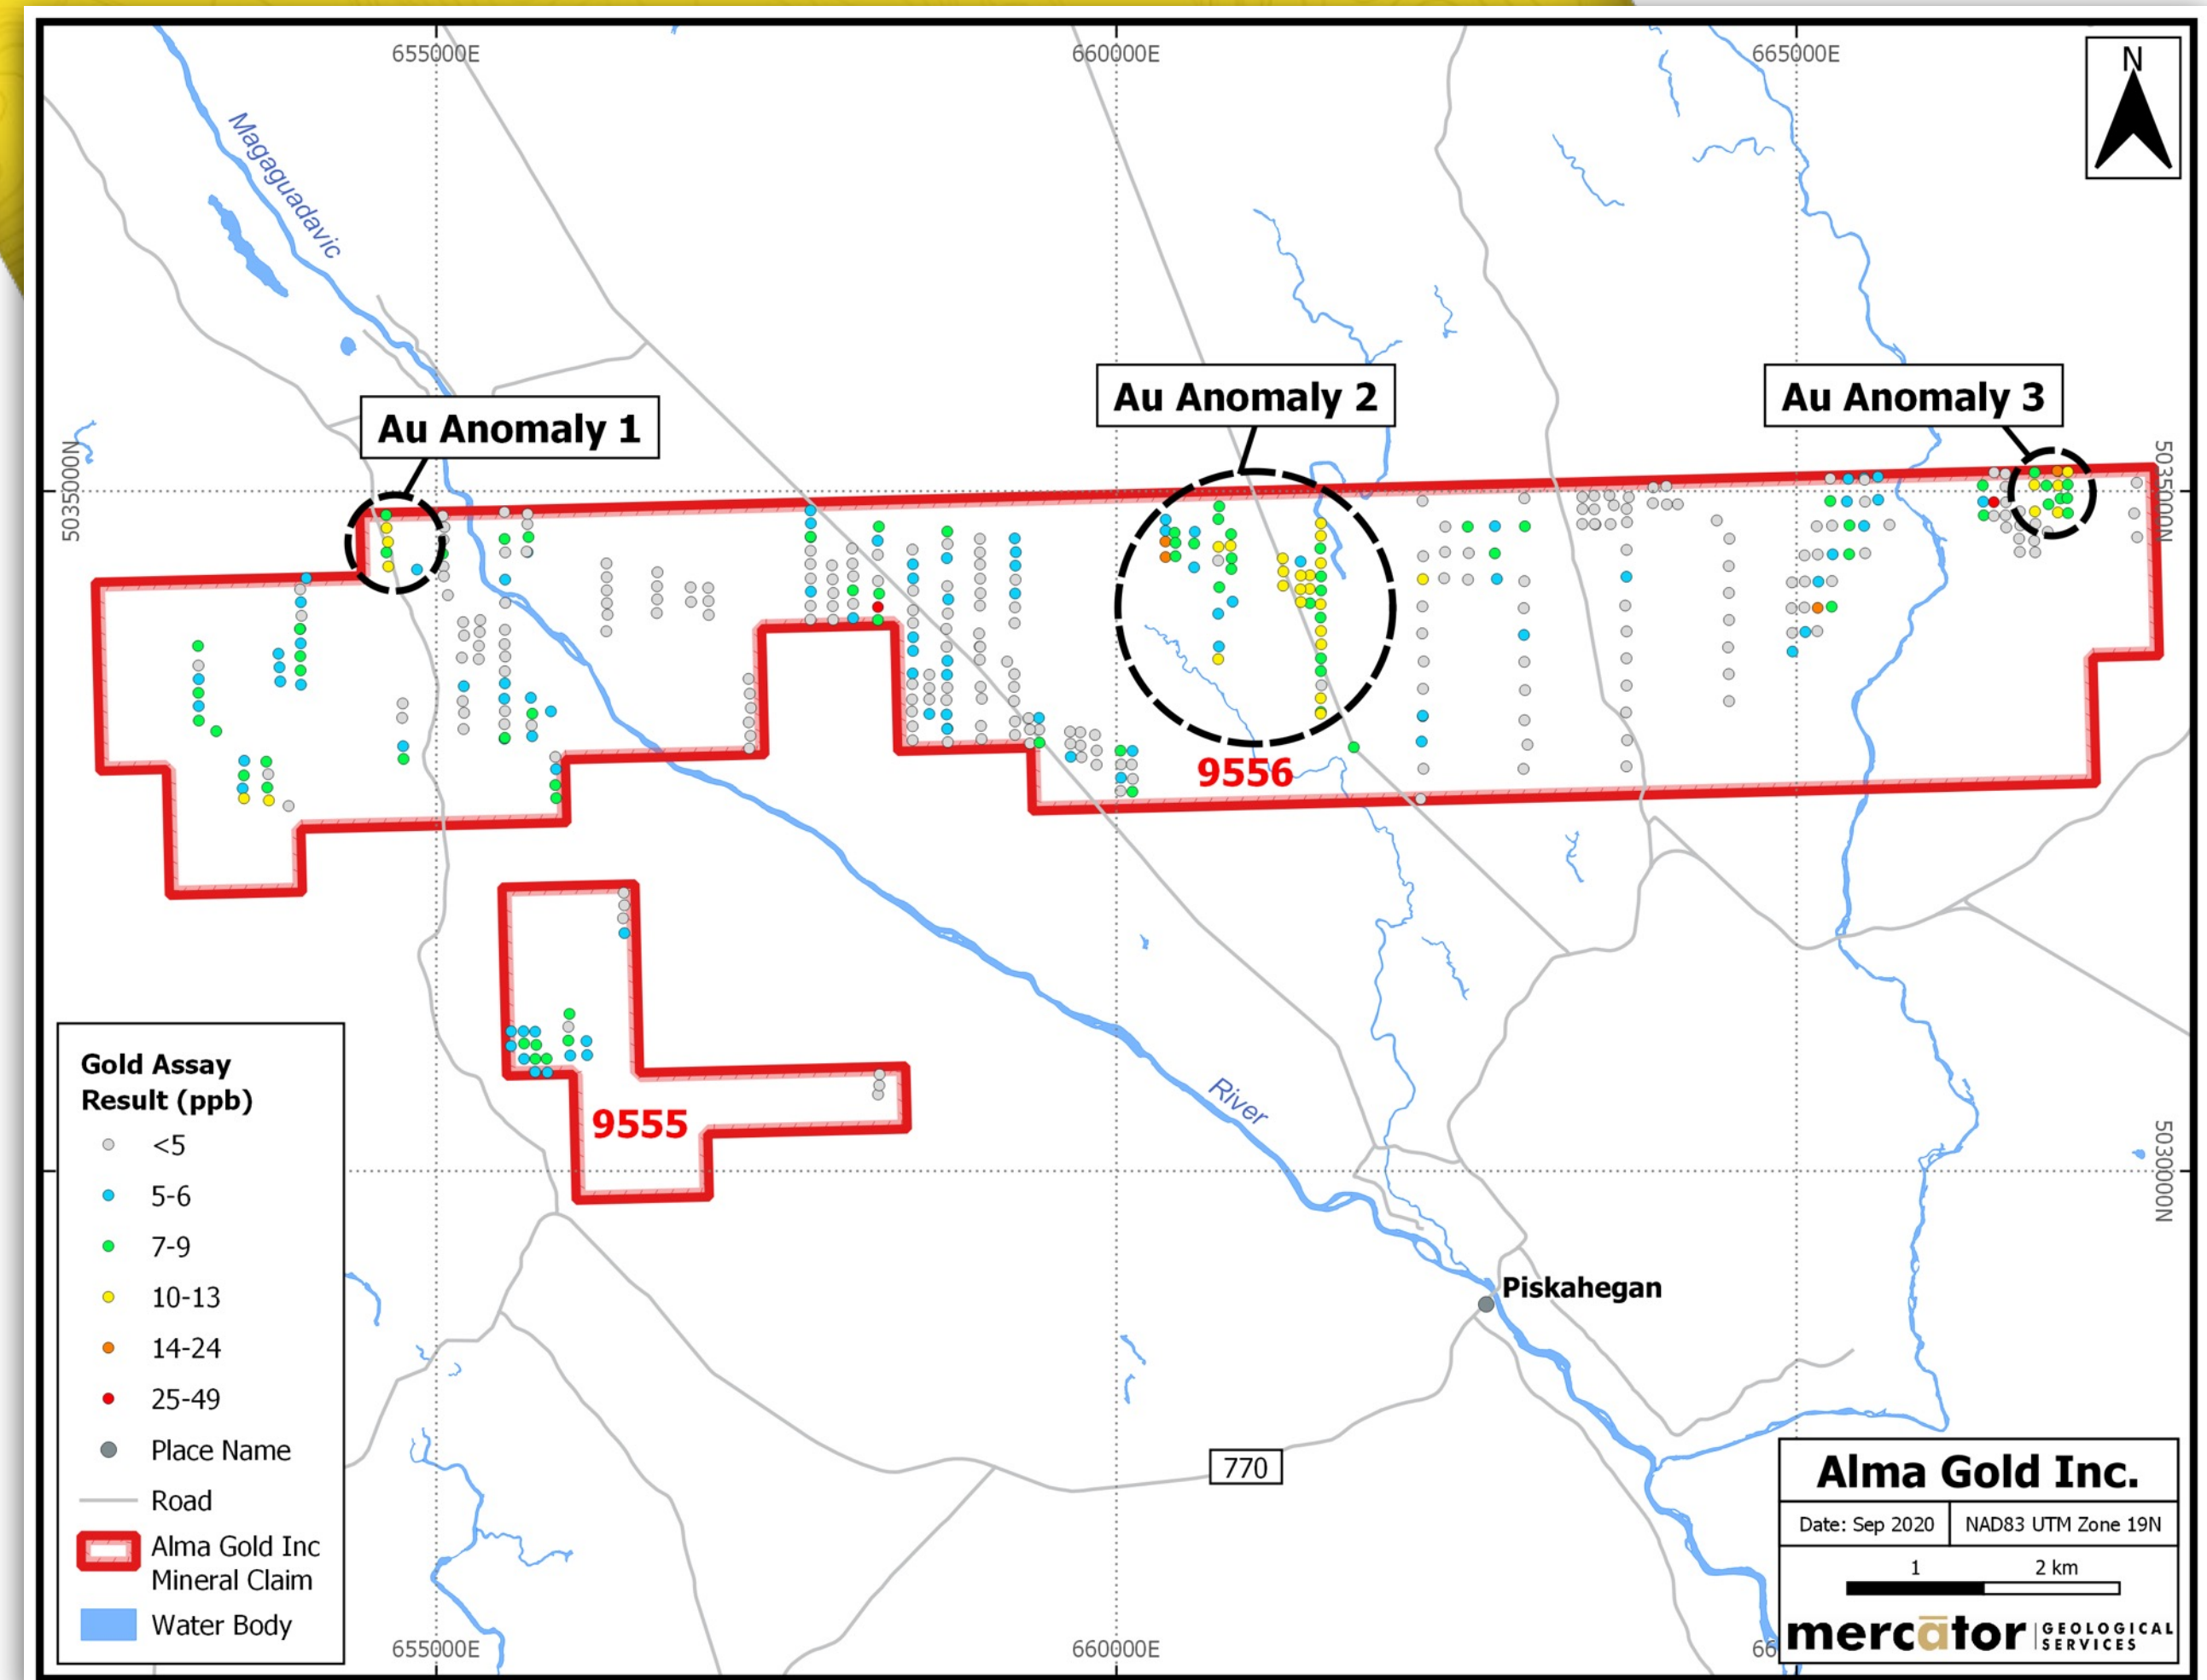 655000E
660000E
665000E
N
Magaguadavic
Au Anomaly 1
Au Anomaly 2
Au Anomaly 3
5035000N
5035000N
9556
9555
River
5030000N
Piskahegan
770
Gold Assay
Result (ppb)
<5
5-6
7-9
10-13
14-24
25-49
Place Name
Road
Alma Gold Inc
Mineral Claim
Water Body
655000E
660000E
Alma Gold Inc.
Date: Sep 2020
NAD83 UTM Zone 19N
1 2 km
mercātor GEOLOGICAL
SERVICES